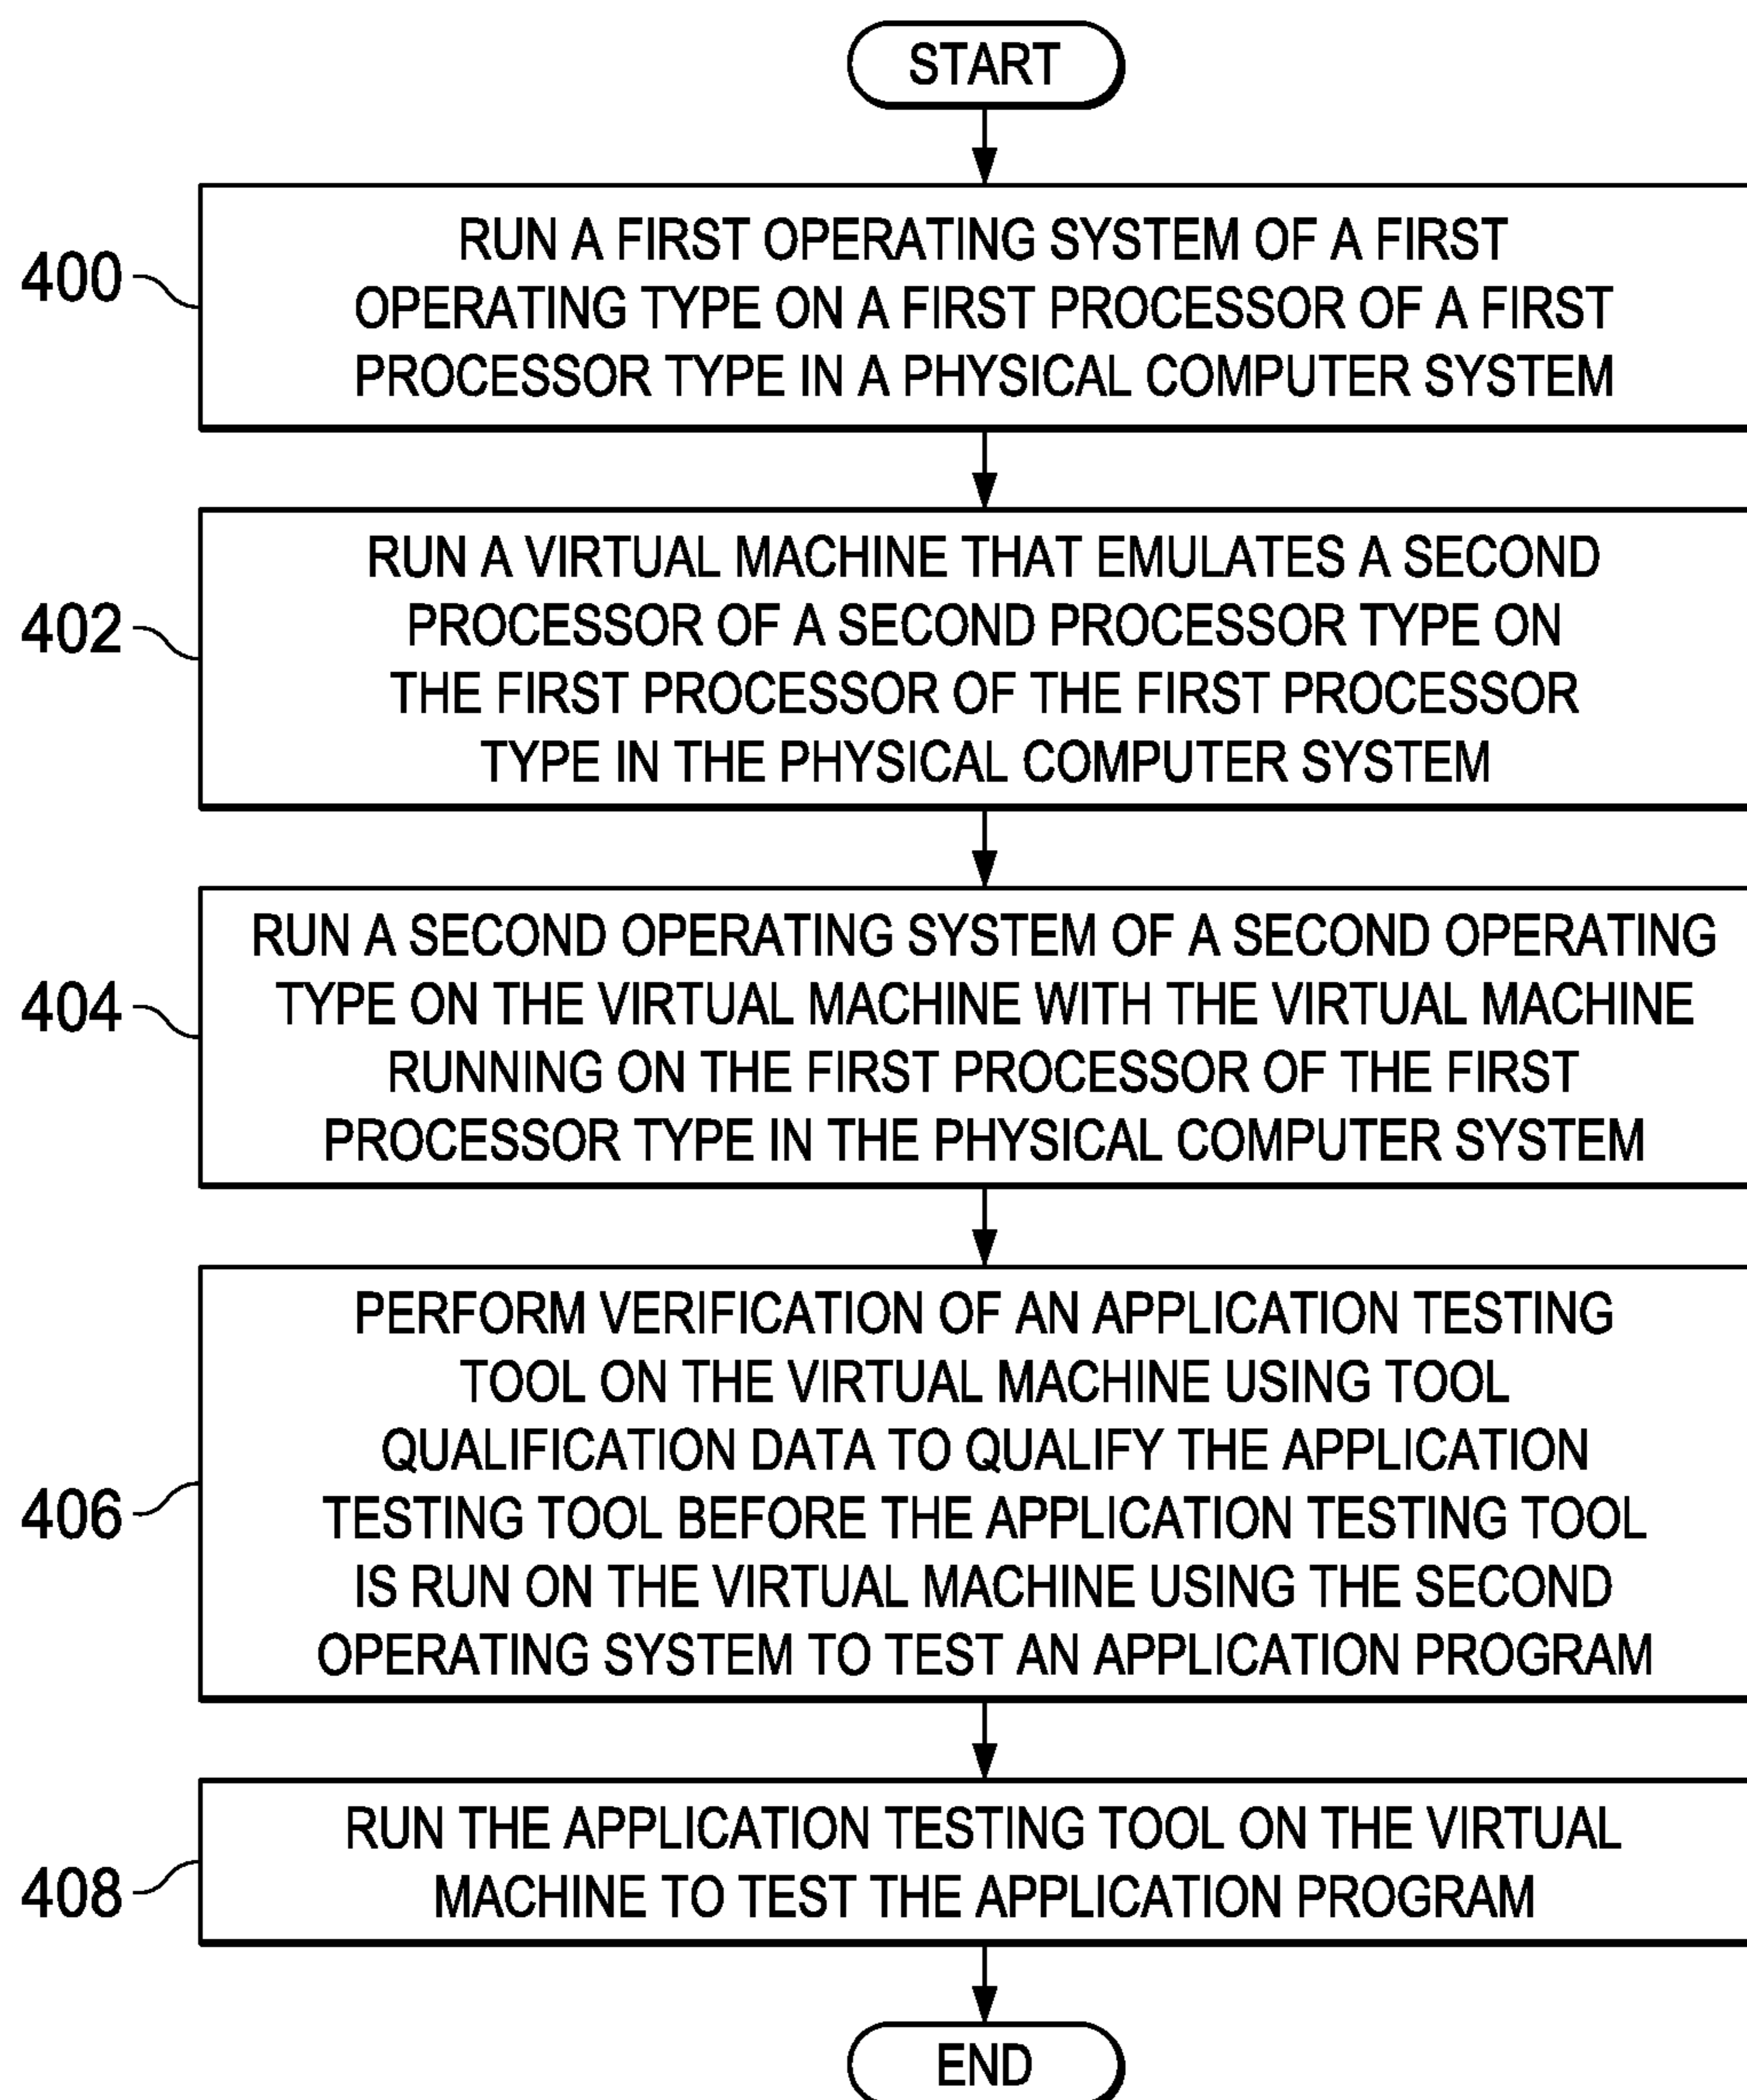 START
400
RUN A FIRST OPERATING SYSTEM OF A FIRST
OPERATING TYPE ON A FIRST PROCESSOR OF A FIRST
PROCESSOR TYPE IN A PHYSICAL COMPUTER SYSTEM
402
RUN A VIRTUAL MACHINE THAT EMULATES A SECOND
PROCESSOR OF A SECOND PROCESSOR TYPE ON
THE FIRST PROCESSOR OF THE FIRST PROCESSOR
TYPE IN THE PHYSICAL COMPUTER SYSTEM
404
RUN A SECOND OPERATING SYSTEM OF A SECOND OPERATING
TYPE ON THE VIRTUAL MACHINE WITH THE VIRTUAL MACHINE
RUNNING ON THE FIRST PROCESSOR OF THE FIRST
PROCESSOR TYPE IN THE PHYSICAL COMPUTER SYSTEM
406
PERFORM VERIFICATION OF AN APPLICATION TESTING
TOOL ON THE VIRTUAL MACHINE USING TOOL
QUALIFICATION DATA TO QUALIFY THE APPLICATION
TESTING TOOL BEFORE THE APPLICATION TESTING TOOL
IS RUN ON THE VIRTUAL MACHINE USING THE SECOND
OPERATING SYSTEM TO TEST AN APPLICATION PROGRAM
408
RUN THE APPLICATION TESTING TOOL ON THE VIRTUAL
MACHINE TO TEST THE APPLICATION PROGRAM
END